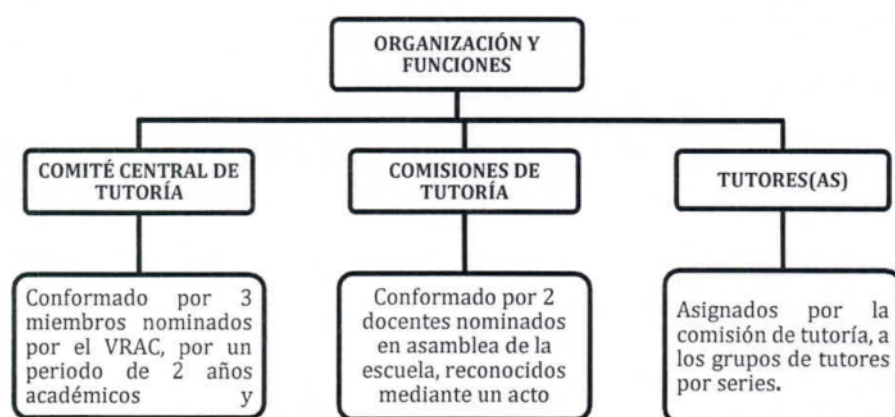 ORGANIZACIÓN Y
FUNCIONES
COMITÉ CENTRAL DE
TUTORÍA
COMISIONES DE
TUTORÍA
TUTORES(AS)
Conformado por 3
miembros nominados
por el VRAC, por un
periodo de 2 años
académicos y
Conformado por 2
docentes nominados
en asamblea de la
escuela, reconocidos
mediante un acto
Asignados por la
comisión de tutoría, a
los grupos de tutores
por series.